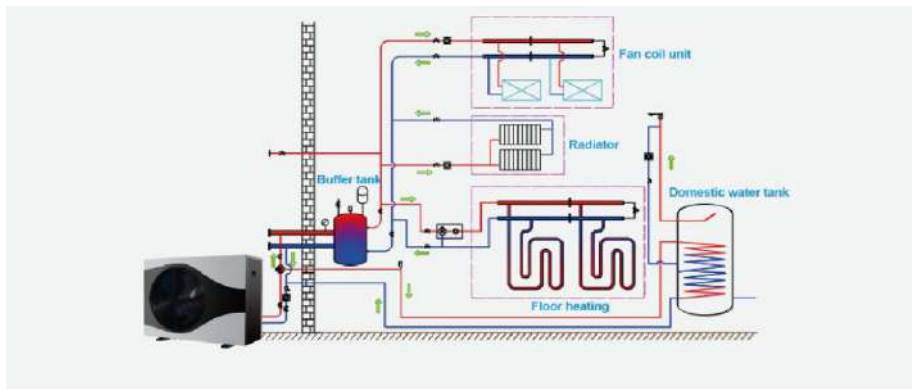 Fan coil unit
Radiator
Buffer tank
Domestic water tank
Floor heating